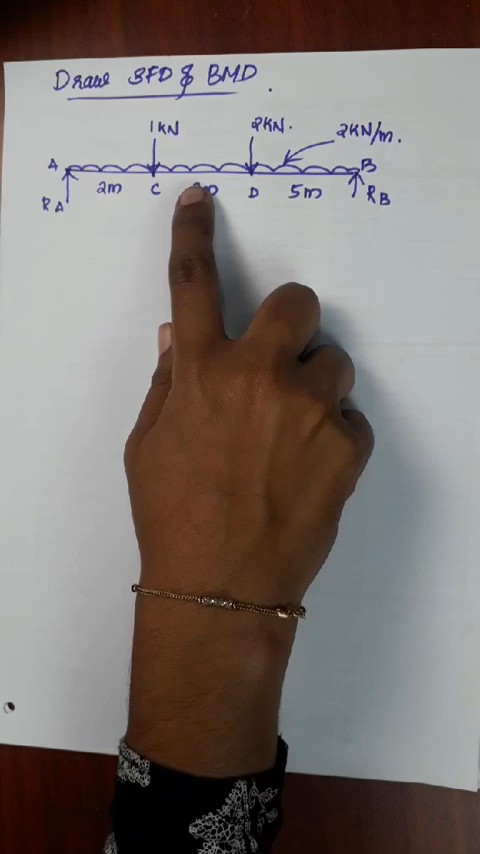 Draw SFD & BMD.
1KN 2KN. 2KN/m.
A B
2m C D 5m
RA RB